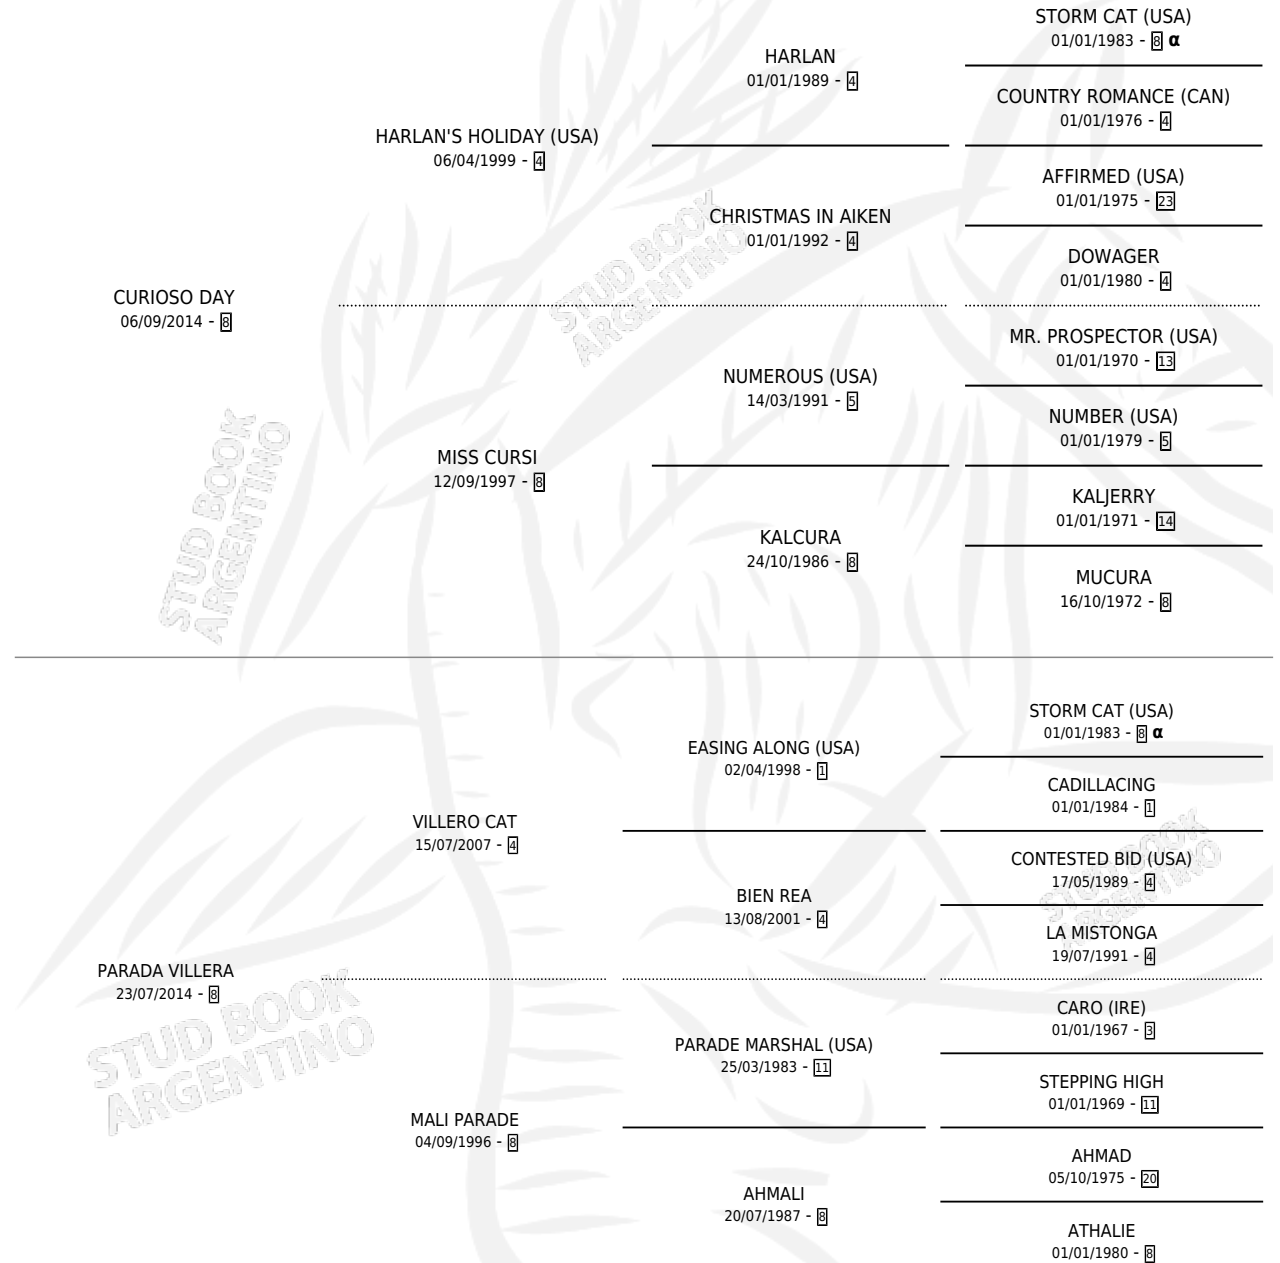 STORM CAT (USA)
01/01/1983 - 8 α
HARLAN
01/01/1989 - 4
COUNTRY ROMANCE (CAN)
01/01/1976 - 4
HARLAN'S HOLIDAY (USA)
06/04/1999 - 4
AFFIRMED (USA)
01/01/1975 - 23
CHRISTMAS IN AIKEN
01/01/1992 - 4
DOWAGER
01/01/1980 - 4
STUD BOOK
ARGENTINO
CURIOSO DAY
06/09/2014 - 8
MR. PROSPECTOR (USA)
01/01/1970 - 13
NUMEROUS (USA)
14/03/1991 - 5
NUMBER (USA)
01/01/1979 - 5
MISS CURSI
12/09/1997 - 8
KALJERRY
01/01/1971 - 14
KALCURA
24/10/1986 - 8
MUCURA
16/10/1972 - 8
STUD BOOK
ARGENTINO
STORM CAT (USA)
01/01/1983 - 8 α
EASING ALONG (USA)
02/04/1998 - 1
CADILLACING
01/01/1984 - 1
VILLERO CAT
15/07/2007 - 4
CONTESTED BID (USA)
17/05/1989 - 4
BIEN REA
13/08/2001 - 4
LA MISTONGA
19/07/1991 - 4
STUD BOOK
ARGENTINO
PARADA VILLERA
23/07/2014 - 8
CARO (IRE)
01/01/1967 - 3
PARADE MARSHAL (USA)
25/03/1983 - 11
STEPPING HIGH
01/01/1969 - 11
MALI PARADE
04/09/1996 - 8
AHMAD
05/10/1975 - 20
AHMALI
20/07/1987 - 8
ATHALIE
01/01/1980 - 8
STUD BOOK
ARGENTINO